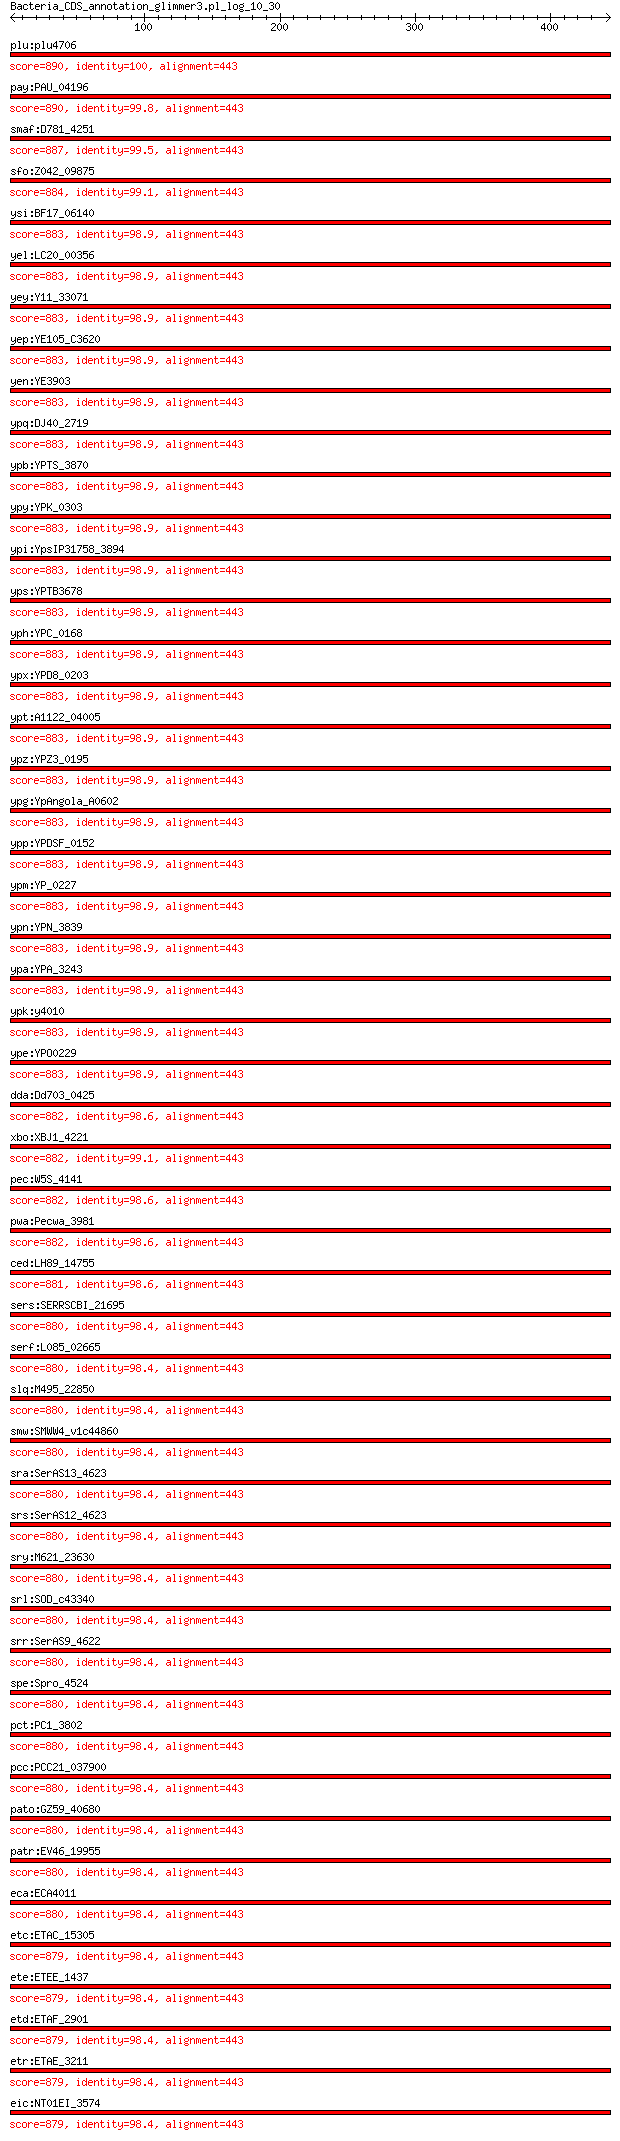 Bacteria_CDS_annotation_glimmer3.pl_log_10_30
100 200 300 400
plu:plu4706
score=890, identity=100, alignment=443
pay:PAU_04196
score=890, identity=99.8, alignment=443
smaf:D781_4251
score=887, identity=99.5, alignment=443
sfo:Z042_09875
score=884, identity=99.1, alignment=443
ysi:BF17_06140
score=883, identity=98.9, alignment=443
yel:LC20_00356
score=883, identity=98.9, alignment=443
yey:Y11_33071
score=883, identity=98.9, alignment=443
yep:YE105_C3620
score=883, identity=98.9, alignment=443
yen:YE3903
score=883, identity=98.9, alignment=443
ypq:DJ40_2719
score=883, identity=98.9, alignment=443
ypb:YPTS_3870
score=883, identity=98.9, alignment=443
ypy:YPK_0303
score=883, identity=98.9, alignment=443
ypi:YpsIP31758_3894
score=883, identity=98.9, alignment=443
yps:YPTB3678
score=883, identity=98.9, alignment=443
yph:YPC_0168
score=883, identity=98.9, alignment=443
ypx:YPD8_0203
score=883, identity=98.9, alignment=443
ypt:A1122_04005
score=883, identity=98.9, alignment=443
ypz:YPZ3_0195
score=883, identity=98.9, alignment=443
ypg:YpAngola_A0602
score=883, identity=98.9, alignment=443
ypp:YPDSF_0152
score=883, identity=98.9, alignment=443
ypm:YP_0227
score=883, identity=98.9, alignment=443
ypn:YPN_3839
score=883, identity=98.9, alignment=443
ypa:YPA_3243
score=883, identity=98.9, alignment=443
ypk:y4010
score=883, identity=98.9, alignment=443
ype:YPO0229
score=883, identity=98.9, alignment=443
dda:Dd703_0425
score=882, identity=98.6, alignment=443
xbo:XBJ1_4221
score=882, identity=99.1, alignment=443
pec:W5S_4141
score=882, identity=98.6, alignment=443
pwa:Pecwa_3981
score=882, identity=98.6, alignment=443
ced:LH89_14755
score=881, identity=98.6, alignment=443
sers:SERRSCBI_21695
score=880, identity=98.4, alignment=443
serf:L085_02665
score=880, identity=98.4, alignment=443
slq:M495_22850
score=880, identity=98.4, alignment=443
smw:SMWW4_v1c44860
score=880, identity=98.4, alignment=443
sra:SerAS13_4623
score=880, identity=98.4, alignment=443
srs:SerAS12_4623
score=880, identity=98.4, alignment=443
sry:M621_23630
score=880, identity=98.4, alignment=443
srl:SOD_c43340
score=880, identity=98.4, alignment=443
srr:SerAS9_4622
score=880, identity=98.4, alignment=443
spe:Spro_4524
score=880, identity=98.4, alignment=443
pct:PC1_3802
score=880, identity=98.4, alignment=443
pcc:PCC21_037900
score=880, identity=98.4, alignment=443
pato:GZ59_40680
score=880, identity=98.4, alignment=443
patr:EV46_19955
score=880, identity=98.4, alignment=443
eca:ECA4011
score=880, identity=98.4, alignment=443
etc:ETAC_15305
score=879, identity=98.4, alignment=443
ete:ETEE_1437
score=879, identity=98.4, alignment=443
etd:ETAF_2901
score=879, identity=98.4, alignment=443
etr:ETAE_3211
score=879, identity=98.4, alignment=443
eic:NT01EI_3574
score=879, identity=98.4, alignment=443